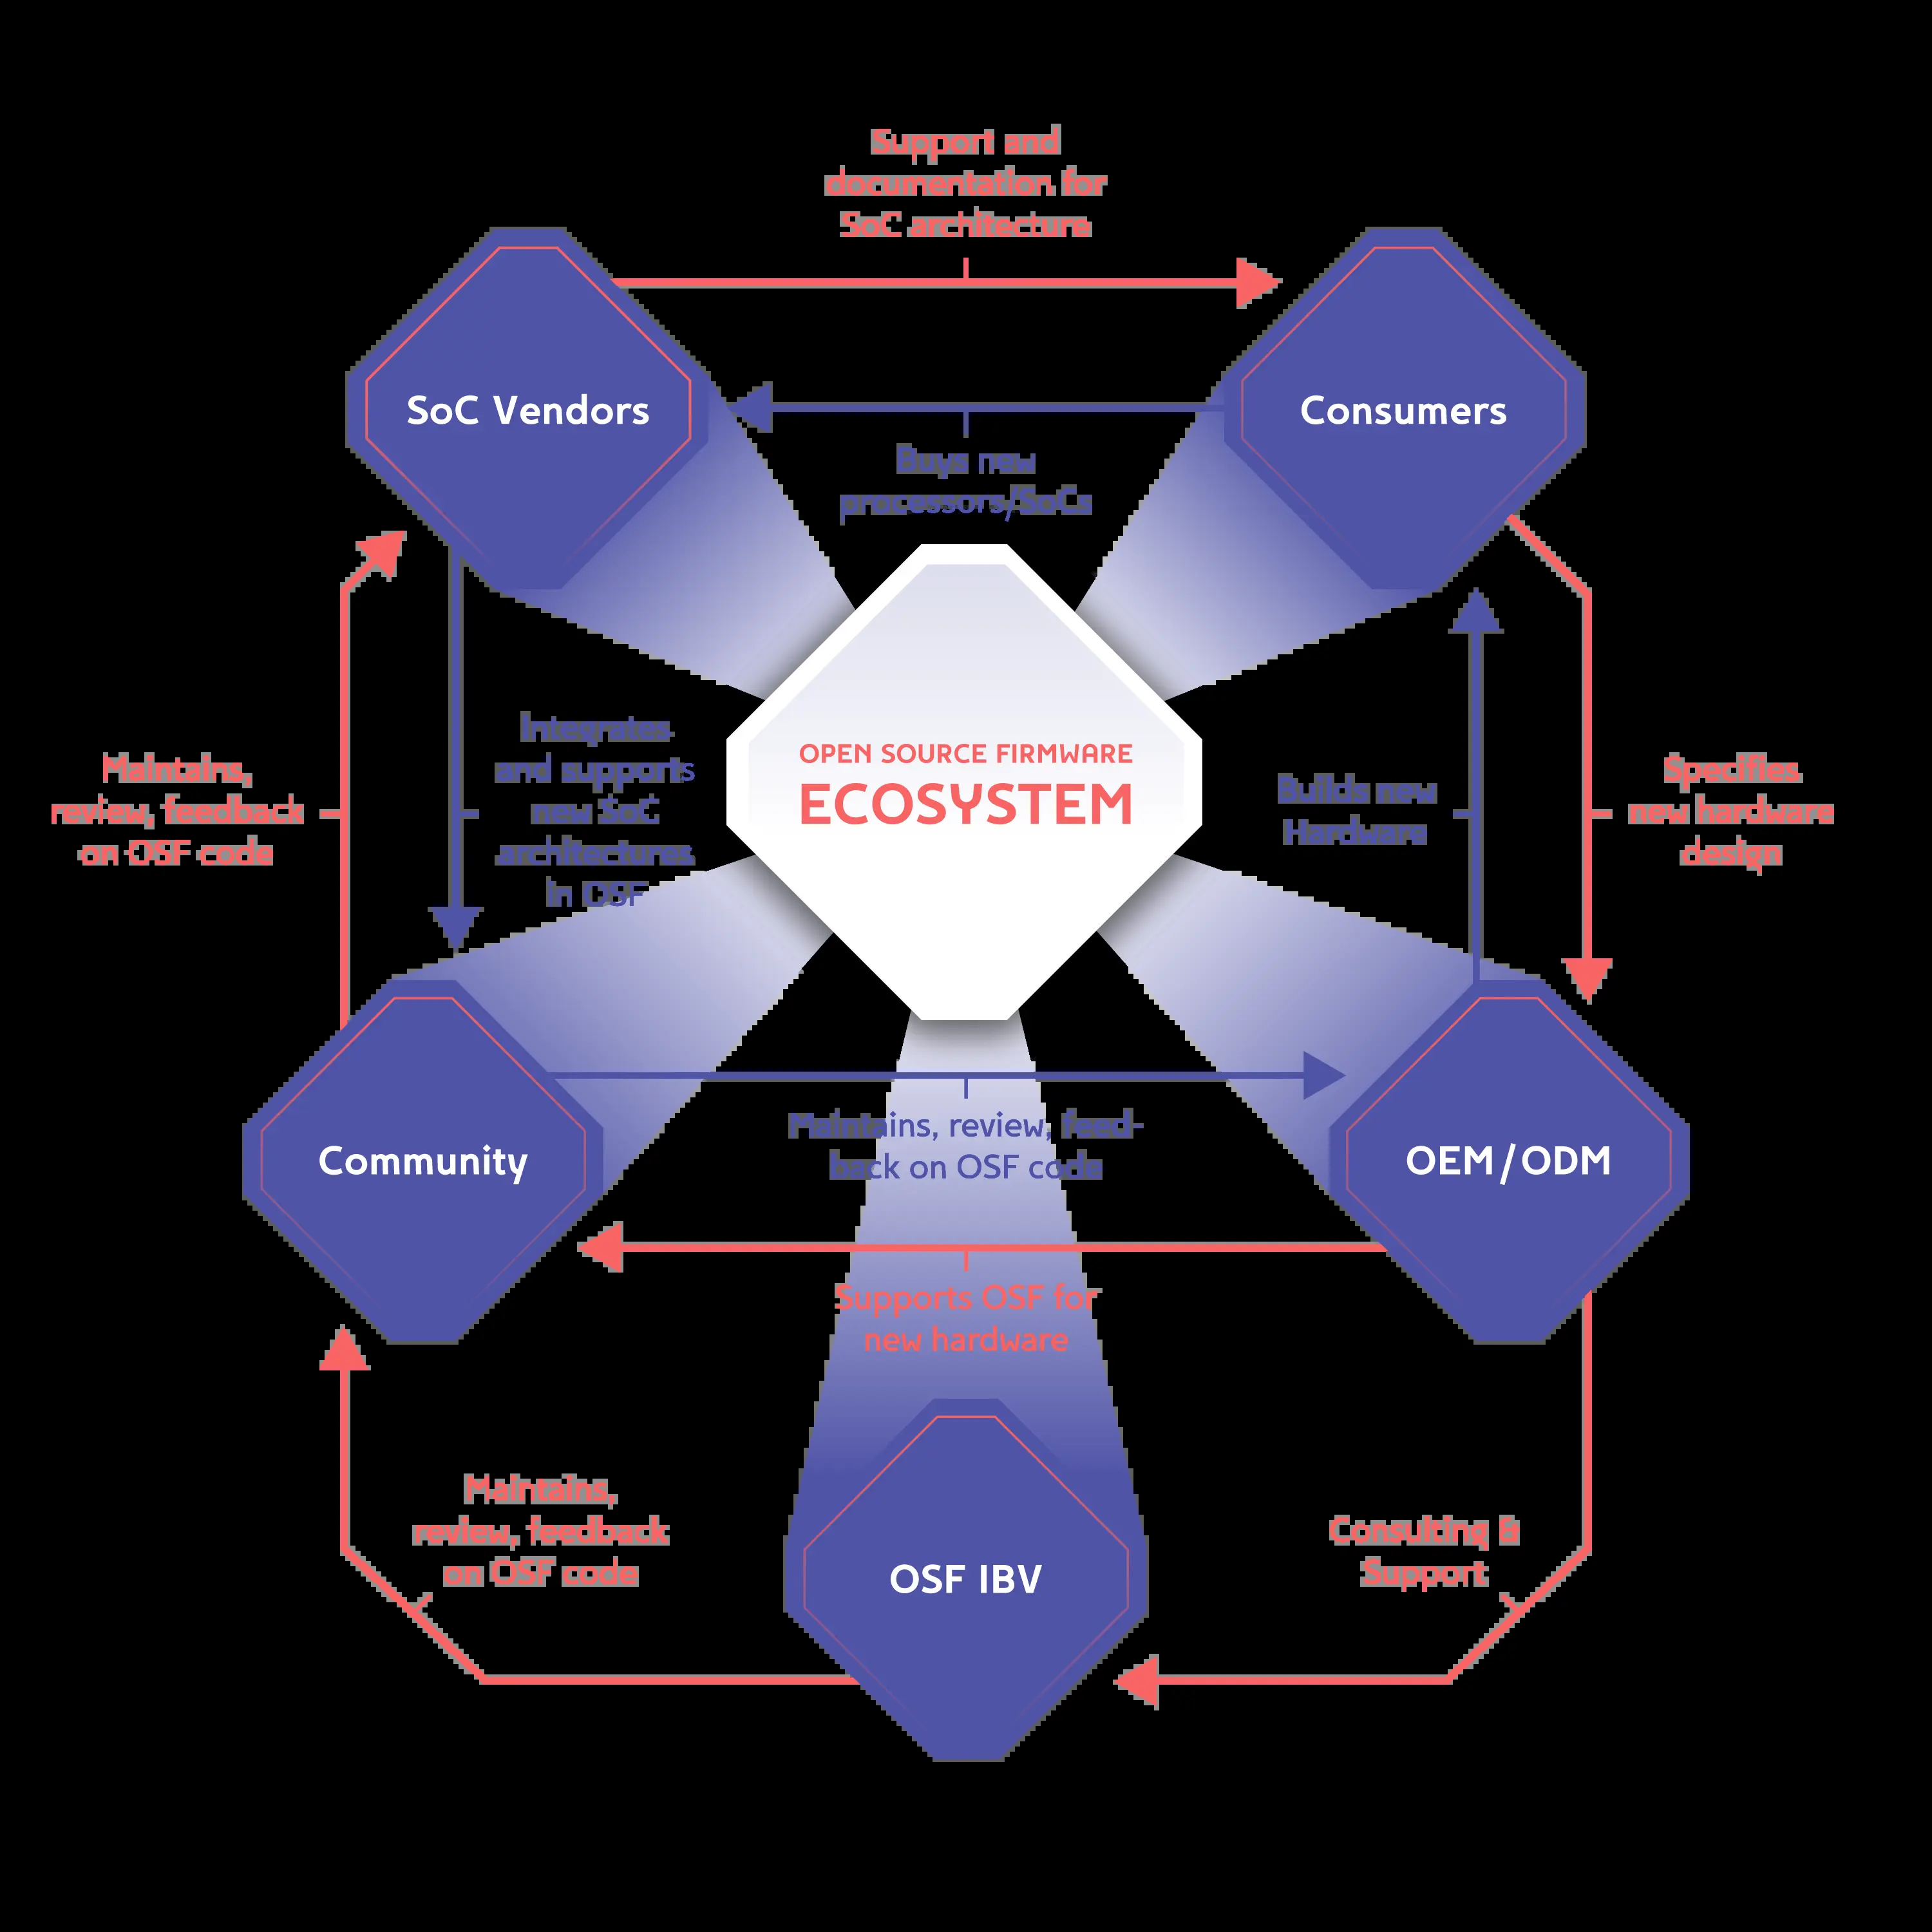 Support and
documentation for
SoC architecture
SoC Vendors
Consumers
Buys new
processors/SoCs
Maintains,
review, feedback
on OSF code
Integrates
and supports
new SoC
architectures
in OSF
OPEN SOURCE FIRMWARE
ECOSYSTEM
Builds new
Hardware
Specifies
new hardware
design
Community
Maintains, review, feed-
back on OSF code
OEM/ODM
Supports OSF for
new hardware
Maintains,
review, feedback
on OSF code
OSF IBV
Consulting &
Support